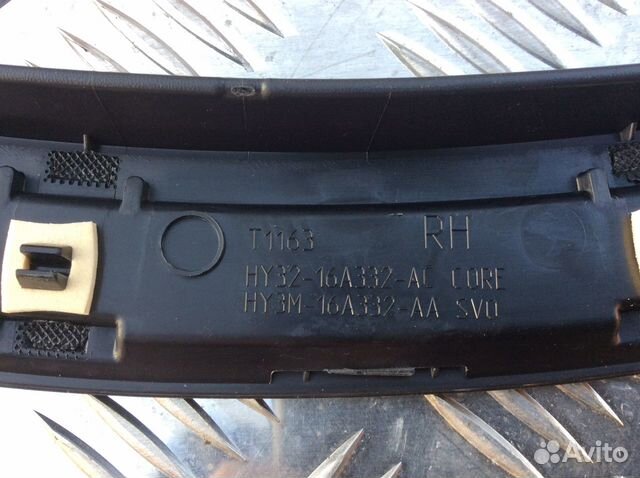 T1163 RH
HY32-16A332-AC CORE
HY3M-16A332-AA SVO
Avito